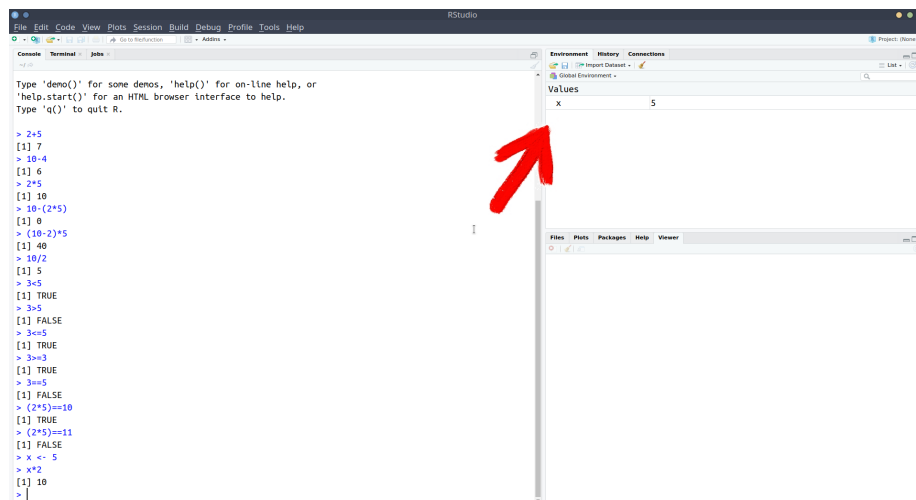 RStudio
File Edit Code View Plots Session Build Debug Profile Tools Help
Go to file/function Addins
Project: (None
Console Terminal Jobs
~/
Type 'demo()' for some demos, 'help()' for on-line help, or
'help.start()' for an HTML browser interface to help.
Type 'q()' to quit R.
> 2+5
[1] 7
> 10-4
[1] 6
> 2*5
[1] 10
> 10-(2*5)
[1] 0
> (10-2)*5
[1] 40
> 10/2
[1] 5
> 3<5
[1] TRUE
> 3>5
[1] FALSE
> 3<=5
[1] TRUE
> 3>=3
[1] TRUE
> 3==5
[1] FALSE
> (2*5)==10
[1] TRUE
> (2*5)==11
[1] FALSE
> x <- 5
> x*2
[1] 10
>
Environment History Connections
Import Dataset List
Global Environment
Values
x 5
Files Plots Packages Help Viewer